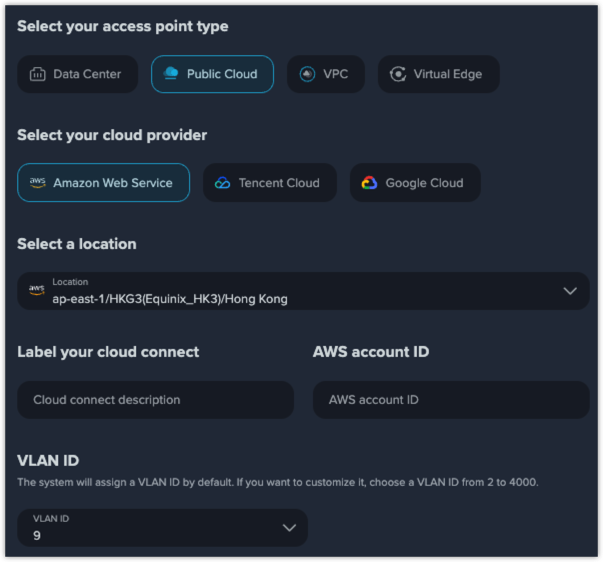 Select your access point type
Data Center
Public Cloud
VPC
Virtual Edge
Select your cloud provider
aws
Amazon Web Service
Tencent Cloud
Google Cloud
Select a location
aws
Location
ap-east-1/HKG3(Equinix_HK3)/Hong Kong
Label your cloud connect
AWS account ID
Cloud connect description
AWS account ID
VLAN ID
The system will assign a VLAN ID by default. If you want to customize it, choose a VLAN ID from 2 to 4000.
VLAN ID
9